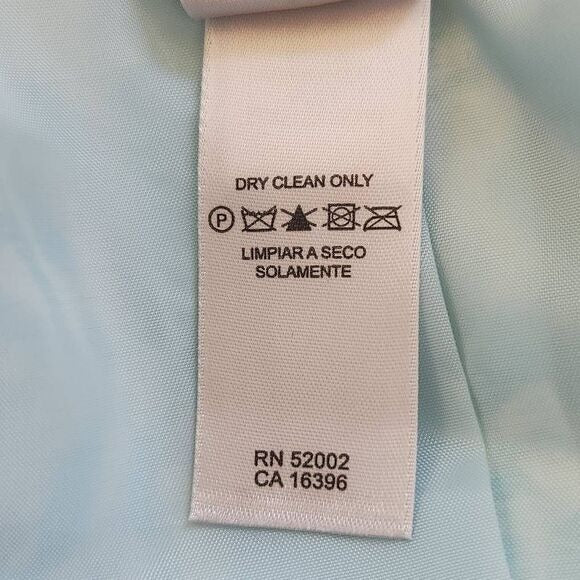 DRY CLEAN ONLY
P
LIMPIAR A SECO
SOLAMENTE
RN 52002
CA 16396